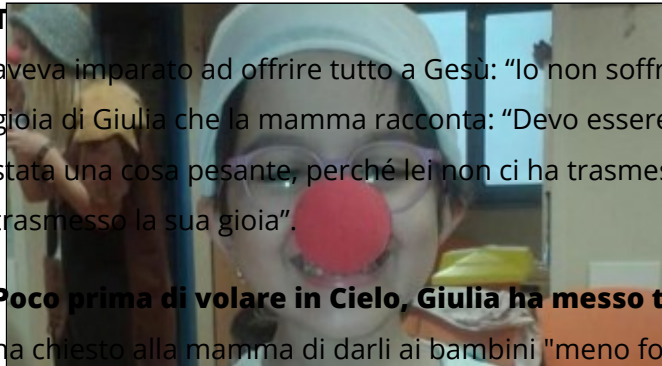 T
aveva imparato ad offrire tutto a Gesù: “Io non soffr
gioia di Giulia che la mamma racconta: “Devo essere
stata una cosa pesante, perché lei non ci ha trasmes
trasmesso la sua gioia”.
Poco prima di volare in Cielo, Giulia ha messo t
ha chiesto alla mamma di darli ai bambini "meno fo